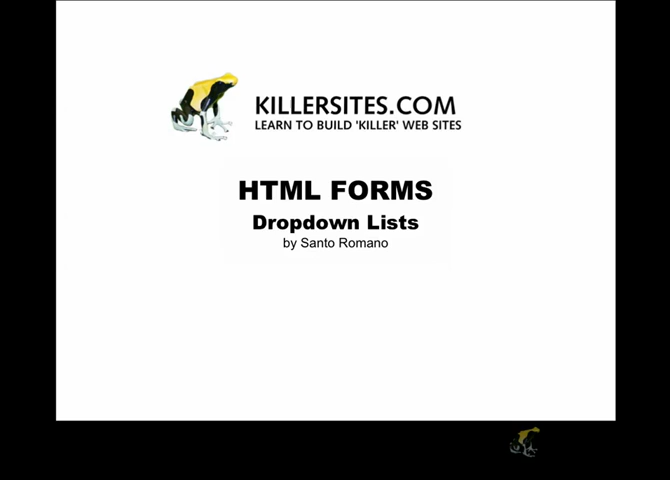 KILLERSITES.COM
LEARN TO BUILD 'KILLER' WEB SITES
HTML FORMS
Dropdown Lists
by Santo Romano